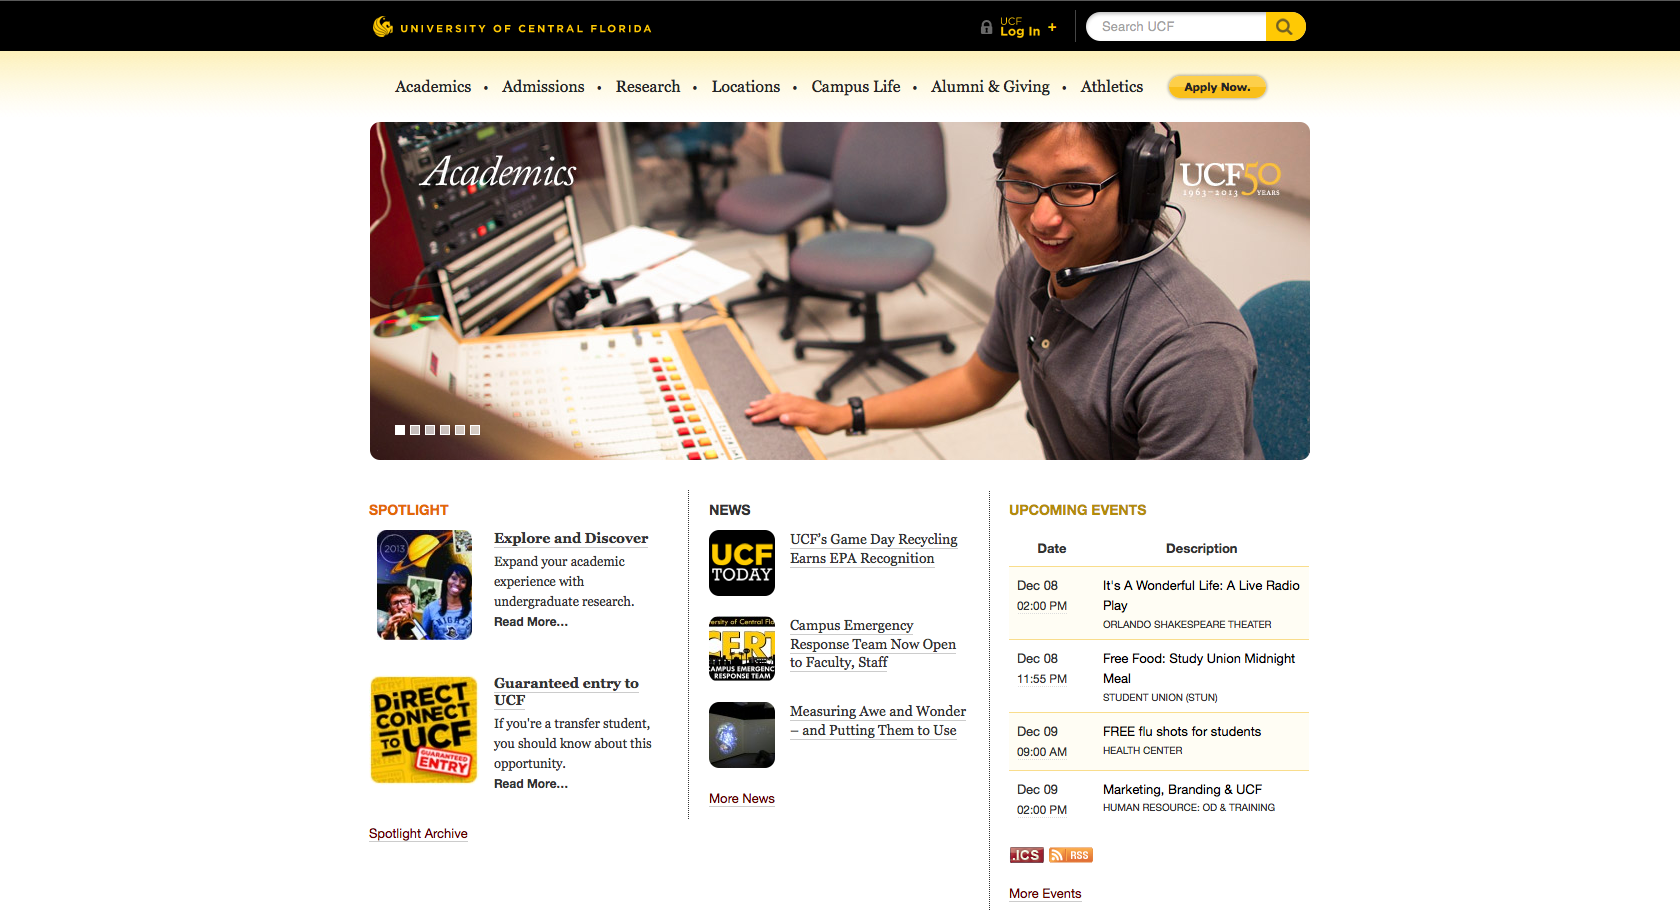 UNIVERSITY OF CENTRAL FLORIDA
UCF
Log In +
Search UCF
Academics • Admissions • Research • Locations • Campus Life • Alumni & Giving • Athletics
Apply Now.
Academics
UCF50
1963–2013 YEARS
SPOTLIGHT
2013
Explore and Discover
Expand your academic
experience with
undergraduate research.
Read More...
DiRECT
CONNECT
TO
UCF
GUARANTEED
ENTRY
Guaranteed entry to
UCF
If you're a transfer student,
you should know about this
opportunity.
Read More...
Spotlight Archive
NEWS
UCF
TODAY
UCF's Game Day Recycling
Earns EPA Recognition
ersity of Central Flo
CERT
CAMPUS EMERGENC
RESPONSE TEAM
Campus Emergency
Response Team Now Open
to Faculty, Staff
Measuring Awe and Wonder
– and Putting Them to Use
More News
UPCOMING EVENTS
Date Description
Dec 08
02:00 PM
It's A Wonderful Life: A Live Radio
Play
ORLANDO SHAKESPEARE THEATER
Dec 08
11:55 PM
Free Food: Study Union Midnight
Meal
STUDENT UNION (STUN)
Dec 09
09:00 AM
FREE flu shots for students
HEALTH CENTER
Dec 09
02:00 PM
Marketing, Branding & UCF
HUMAN RESOURCE: OD & TRAINING
.ICS
RSS
More Events